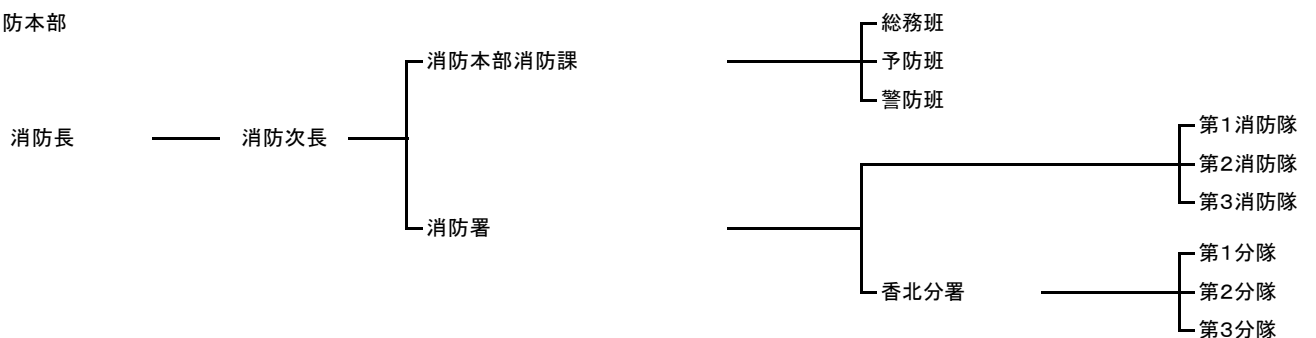 防本部
総務班
消防本部消防課
予防班
警防班
消防長
消防次長
第1消防隊
第2消防隊
第3消防隊
消防署
第1分隊
香北分署
第2分隊
第3分隊